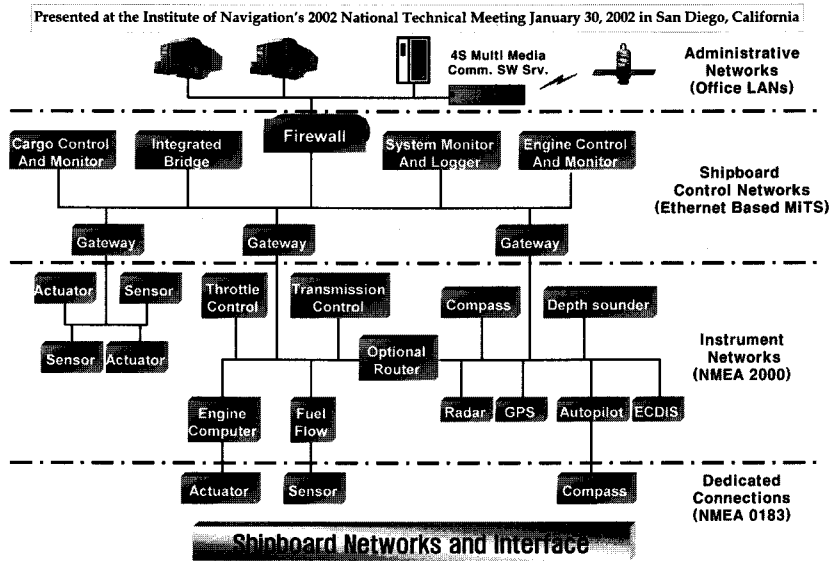 Presented at the Institute of Navigation's 2002 National Technical Meeting January 30, 2002 in San Diego, California
4S Multi Media
Comm. SW Srv.
Administrative
Networks
(Office LANs)
Firewall
Cargo Control
And Monitor
Integrated
Bridge
System Monitor
And Logger
Engine Control
And Monitor
Shipboard
Control Networks
(Ethernet Based MiTS)
Gateway
Gateway
Gateway
Actuator
Sensor
Throttle
Control
Transmission
Control
Compass
Depth sounder
Sensor
Actuator
Optional
Router
Instrument
Networks
(NMEA 2000)
Engine
Computer
Fuel
Flow
Radar
GPS
Autopilot
ECDIS
Actuator
Sensor
Compass
Dedicated
Connections
(NMEA 0183)
Shipboard Networks and Interface